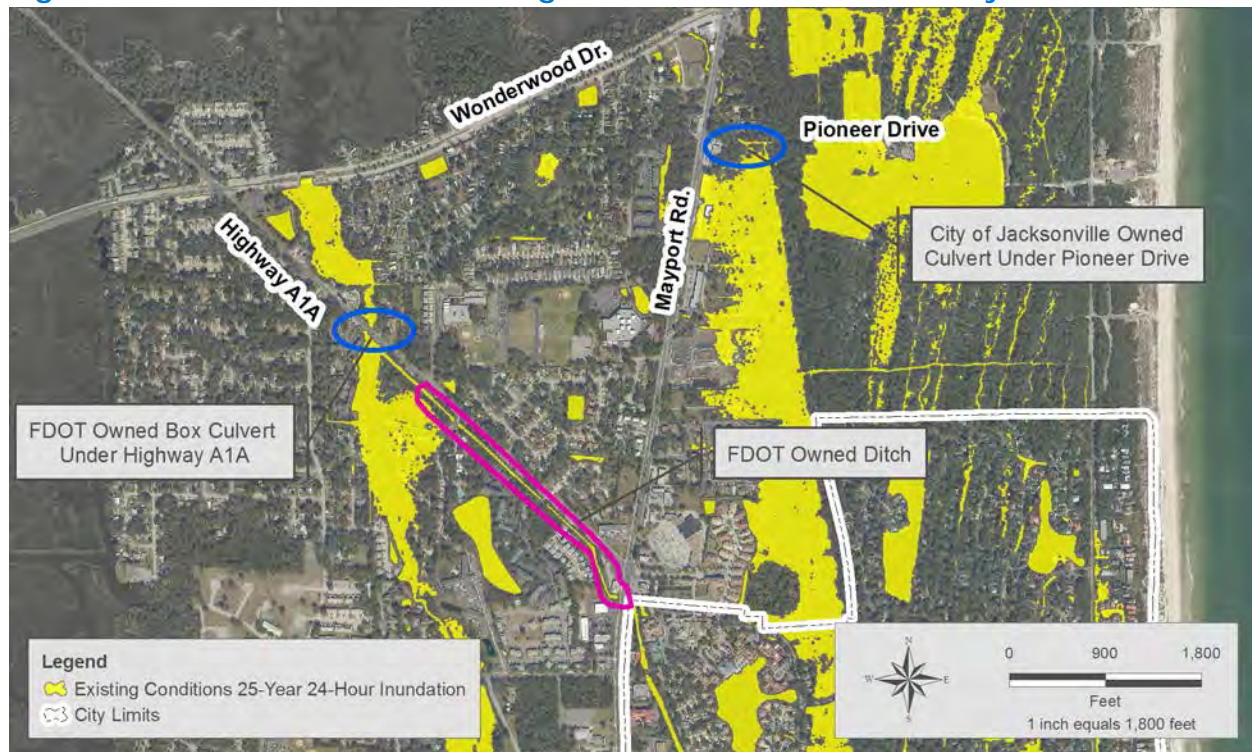 Wonderwood Dr.
Pioneer Drive
Mayport Rd.
Highway A1A
City of Jacksonville Owned
Culvert Under Pioneer Drive
FDOT Owned Box Culvert
Under Highway A1A
FDOT Owned Ditch
Legend
Existing Conditions 25-Year 24-Hour Inundation
City Limits
N
W
E
S
0 900 1,800
Feet
1 inch equals 1,800 feet